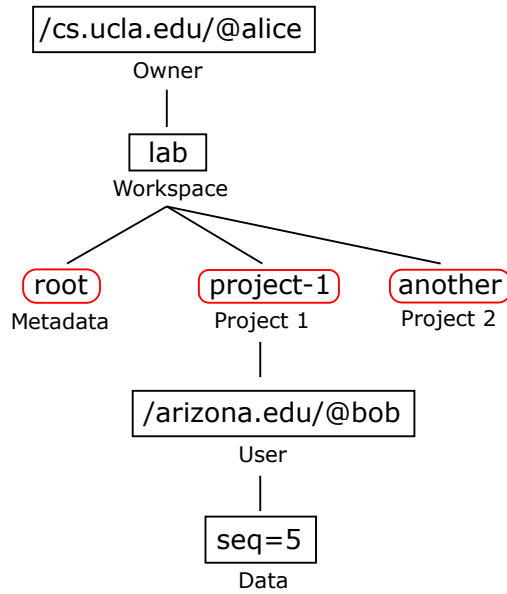 /cs.ucla.edu/@alice
Owner
lab
Workspace
root project-1 another
Metadata Project 1 Project 2
/arizona.edu/@bob
User
seq=5
Data